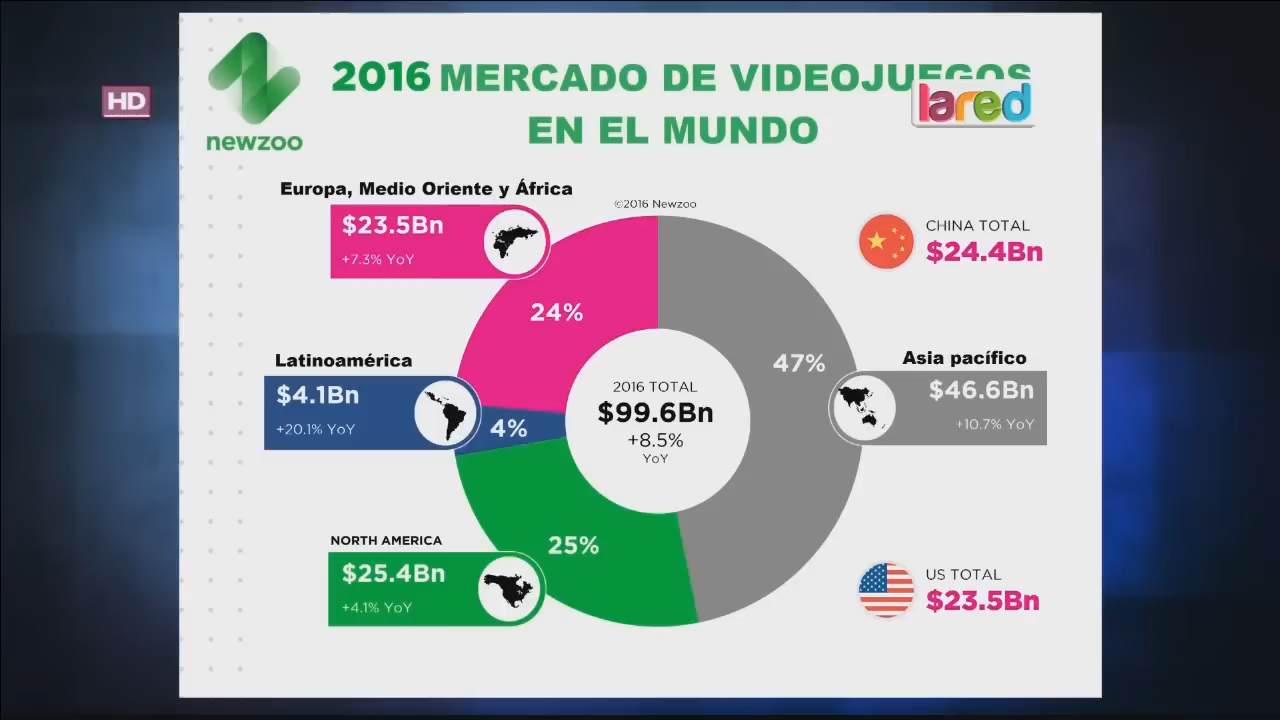 HD
newzoo
2016 MERCADO DE VIDEOJUEGOS
EN EL MUNDO
lared
Europa, Medio Oriente y África
$23.5Bn
+7.3% YoY
©2016 Newzoo
24%
CHINA TOTAL
$24.4Bn
Latinoamérica
$4.1Bn
+20.1% YoY
4%
2016 TOTAL
$99.6Bn
+8.5%
YoY
47%
Asia pacífico
$46.6Bn
+10.7% YoY
NORTH AMERICA
$25.4Bn
+4.1% YoY
25%
US TOTAL
$23.5Bn